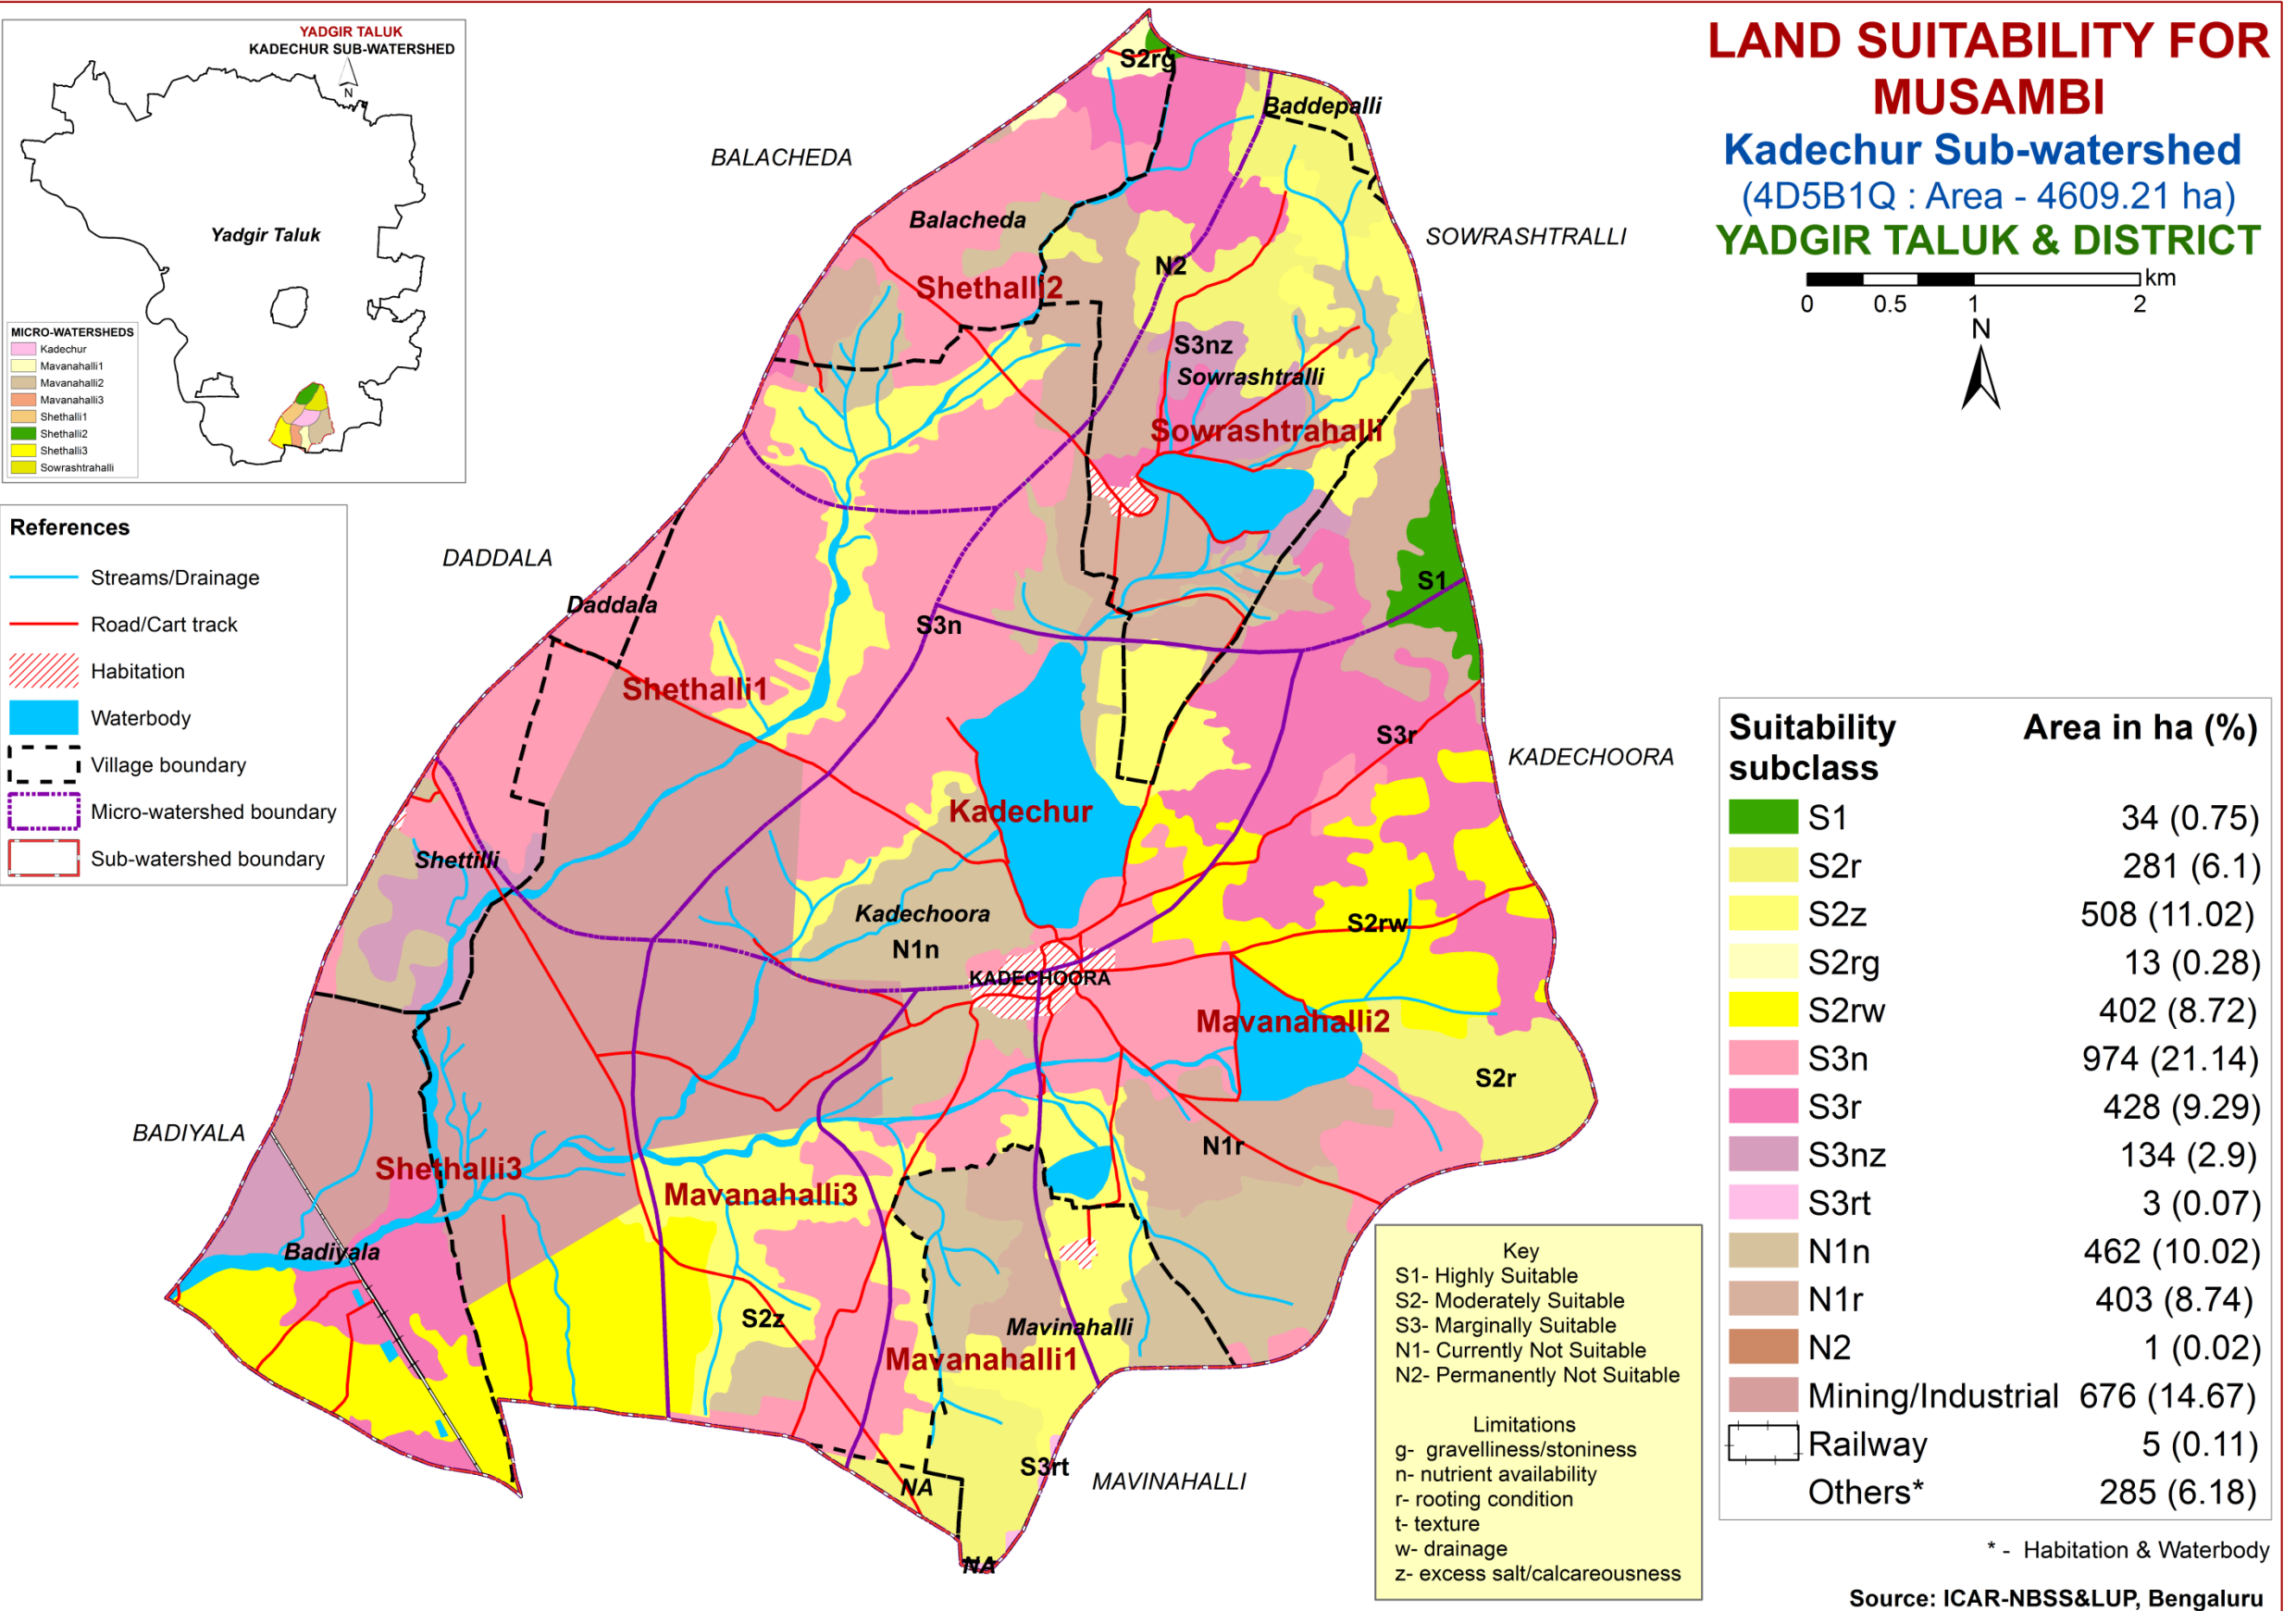 YADGIR TALUK
KADECHUR SUB-WATERSHED
N
Yadgir Taluk
MICRO-WATERSHEDS
Kadechur
Mavanahalli1
Mavanahalli2
Mavanahalli3
Shethalli1
Shethalli2
Shethalli3
Sowrashtrahalli
References
Streams/Drainage
Road/Cart track
Habitation
Waterbody
Village boundary
Micro-watershed boundary
Sub-watershed boundary
LAND SUITABILITY FOR
MUSAMBI
Kadechur Sub-watershed
(4D5B1Q : Area - 4609.21 ha)
YADGIR TALUK & DISTRICT
km
0 0.5 1 2
N
S2rg
Baddepalli
BALACHEDA
Balacheda
SOWRASHTRALLI
N2
Shethalli2
S3nz
Sowrashtralli
Sowrashtrahalli
DADDALA
S1
Daddala
S3n
Shethalli1
S3r
KADECHOORA
Kadechur
Shettilli
Kadechoora
S2rw
N1n
KADECHOORA
Mavanahalli2
S2r
BADIYALA
N1r
Shethalli3
Mavanahalli3
Badiyala
S2z
Mavinahalli
Mavanahalli1
S3rt
MAVINAHALLI
NA
NA
Suitability subclass Area in ha (%)
S1 34 (0.75)
S2r 281 (6.1)
S2z 508 (11.02)
S2rg 13 (0.28)
S2rw 402 (8.72)
S3n 974 (21.14)
S3r 428 (9.29)
S3nz 134 (2.9)
S3rt 3 (0.07)
N1n 462 (10.02)
N1r 403 (8.74)
N2 1 (0.02)
Mining/Industrial 676 (14.67)
Railway 5 (0.11)
Others* 285 (6.18)
Key
S1- Highly Suitable
S2- Moderately Suitable
S3- Marginally Suitable
N1- Currently Not Suitable
N2- Permanently Not Suitable
Limitations
g- gravelliness/stoniness
n- nutrient availability
r- rooting condition
t- texture
w- drainage
z- excess salt/calcareousness
* - Habitation & Waterbody
Source: ICAR-NBSS&LUP, Bengaluru